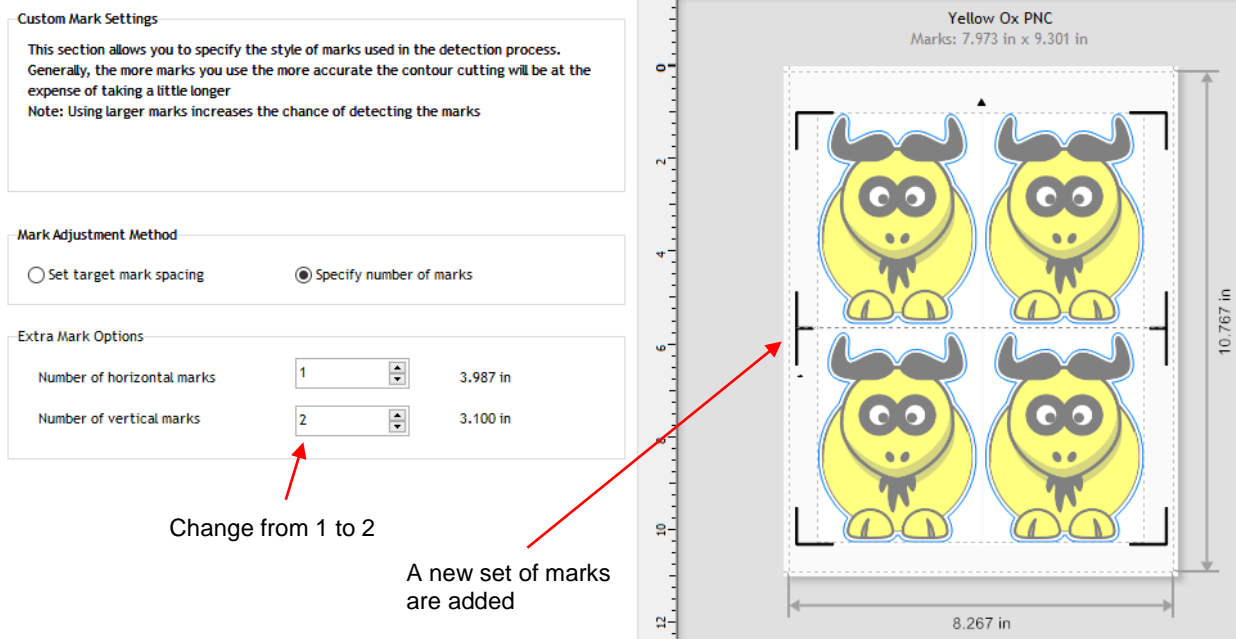 Custom Mark Settings
This section allows you to specify the style of marks used in the detection process.
Generally, the more marks you use the more accurate the contour cutting will be at the
expense of taking a little longer
Note: Using larger marks increases the chance of detecting the marks
Mark Adjustment Method
Set target mark spacing
Specify number of marks
Extra Mark Options
Number of horizontal marks
1
3.987 in
Number of vertical marks
2
3.100 in
Change from 1 to 2
A new set of marks
are added
Yellow Ox PNC
Marks: 7.973 in x 9.301 in
0
2
4
6
8
10
12
10.767 in
8.267 in